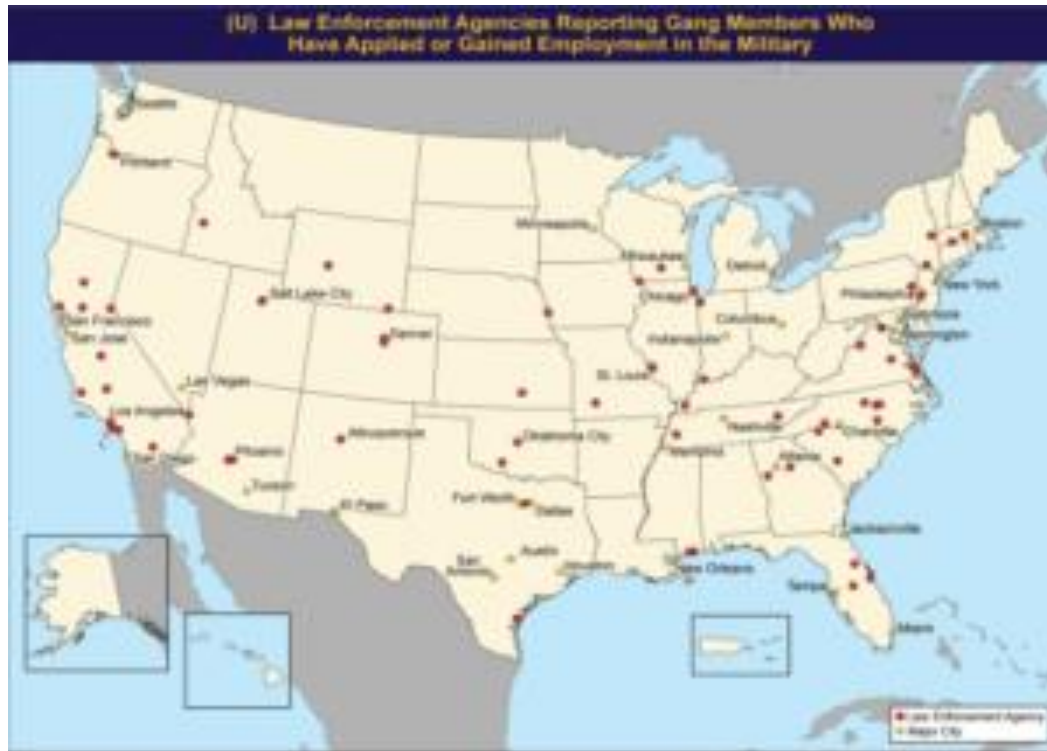 (U) Law Enforcement Agencies Reporting Gang Members Who
Have Applied or Gained Employment in the Military
Seattle
Portland
Minneapolis
Milwaukee
Detroit
Boston
Chicago
New York
Philadelphia
Salt Lake City
Columbus
Indianapolis
Washington
San Francisco
San Jose
Denver
St. Louis
Las Vegas
Los Angeles
Albuquerque
Oklahoma City
Nashville
Charlotte
Memphis
Atlanta
San Diego
Phoenix
Tucson
El Paso
Fort Worth
Dallas
Jacksonville
Austin
San
Antonio
Houston
New Orleans
Tampa
Miami
Law Enforcement Agency
Major City